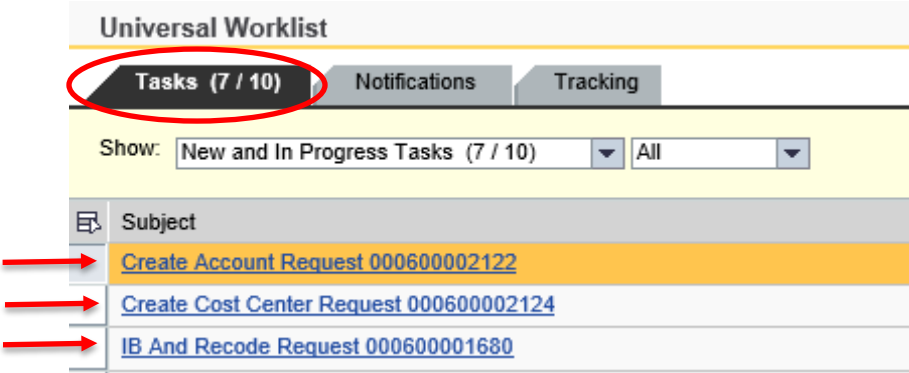 Universal Worklist
Tasks (7 / 10) Notifications Tracking
Show: New and In Progress Tasks (7 / 10) All
Subject
Create Account Request 000600002122
Create Cost Center Request 000600002124
IB And Recode Request 000600001680